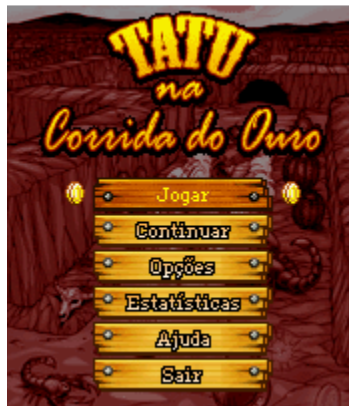 TATU
na
Corrida do Ouro
Jogar
Continuar
Opções
Estatísticas
Ajuda
Sair